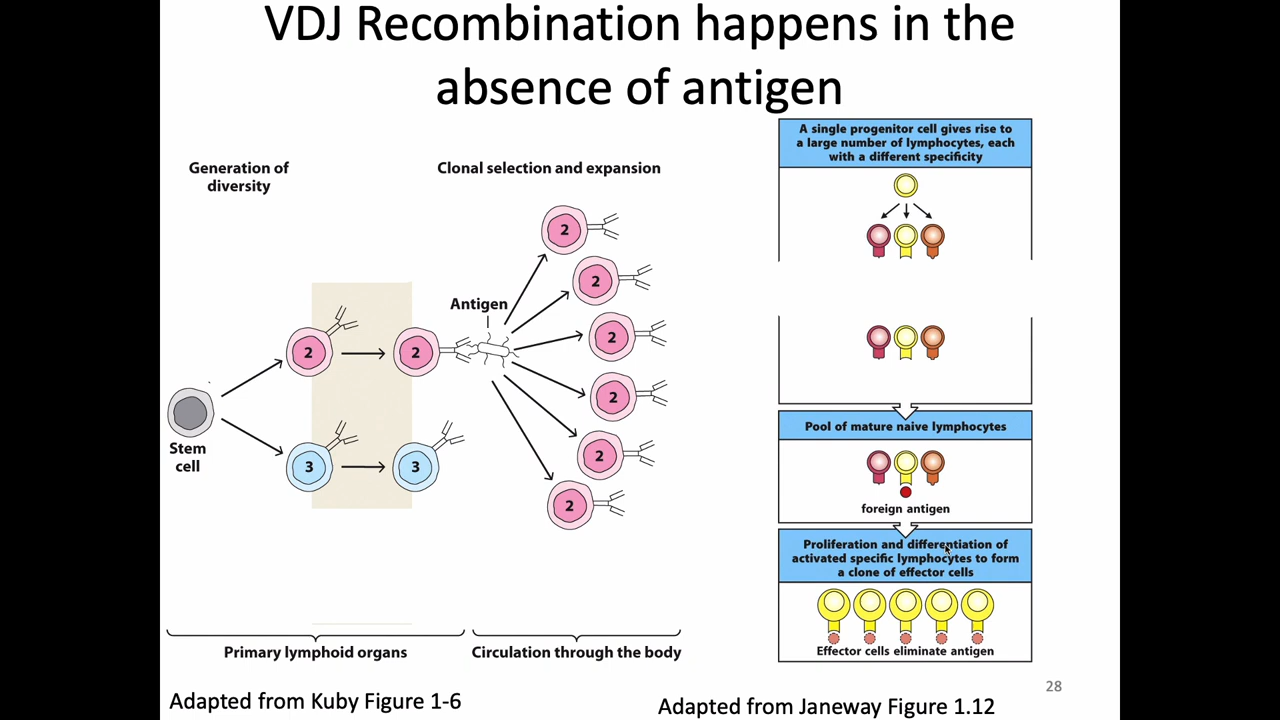 VDJ Recombination happens in the
absence of antigen
Generation of
diversity
Clonal selection and expansion
2
2
2
Antigen
2
2
2
2
Stem
cell
3
3
2
2
Primary lymphoid organs
Circulation through the body
Adapted from Kuby Figure 1-6
A single progenitor cell gives rise to
a large number of lymphocytes, each
with a different specificity
Pool of mature naive lymphocytes
foreign antigen
Proliferation and differentiation of
activated specific lymphocytes to form
a clone of effector cells
Effector cells eliminate antigen
28
Adapted from Janeway Figure 1.12